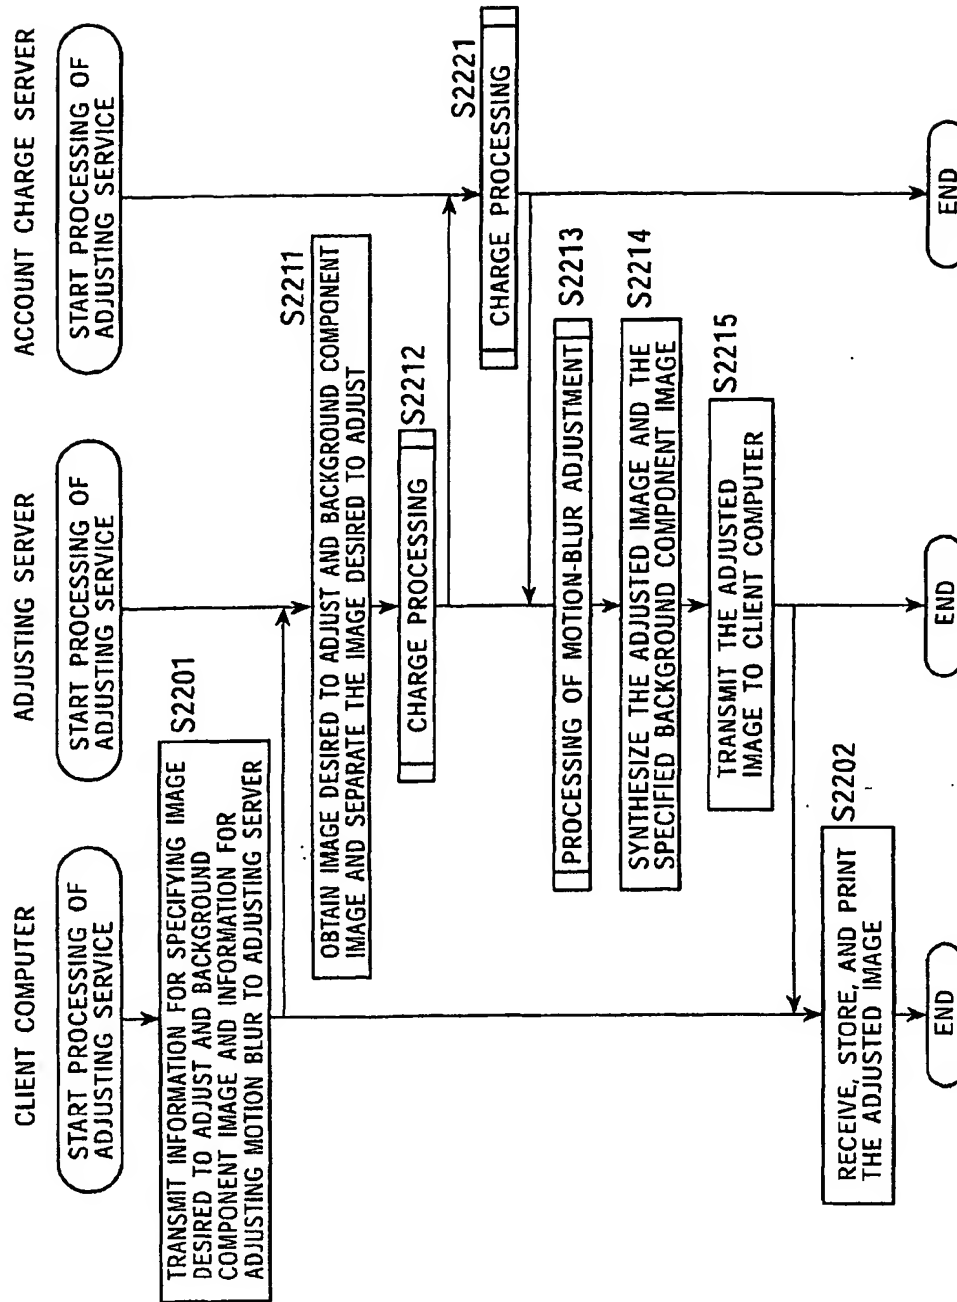 CLIENT COMPUTER
START PROCESSING OF
ADJUSTING SERVICE
S2201
TRANSMIT INFORMATION FOR SPECIFYING IMAGE
DESIRED TO ADJUST AND BACKGROUND
COMPONENT IMAGE AND INFORMATION FOR
ADJUSTING MOTION BLUR TO ADJUSTING SERVER
S2202
RECEIVE, STORE, AND PRINT
THE ADJUSTED IMAGE
END
ADJUSTING SERVER
START PROCESSING OF
ADJUSTING SERVICE
S2211
OBTAIN IMAGE DESIRED TO ADJUST AND BACKGROUND COMPONENT
IMAGE AND SEPARATE THE IMAGE DESIRED TO ADJUST
S2212
CHARGE PROCESSING
S2213
PROCESSING OF MOTION-BLUR ADJUSTMENT
S2214
SYNTHESIZE THE ADJUSTED IMAGE AND THE
SPECIFIED BACKGROUND COMPONENT IMAGE
S2215
TRANSMIT THE ADJUSTED
IMAGE TO CLIENT COMPUTER
END
ACCOUNT CHARGE SERVER
START PROCESSING OF
ADJUSTING SERVICE
S2221
CHARGE PROCESSING
END